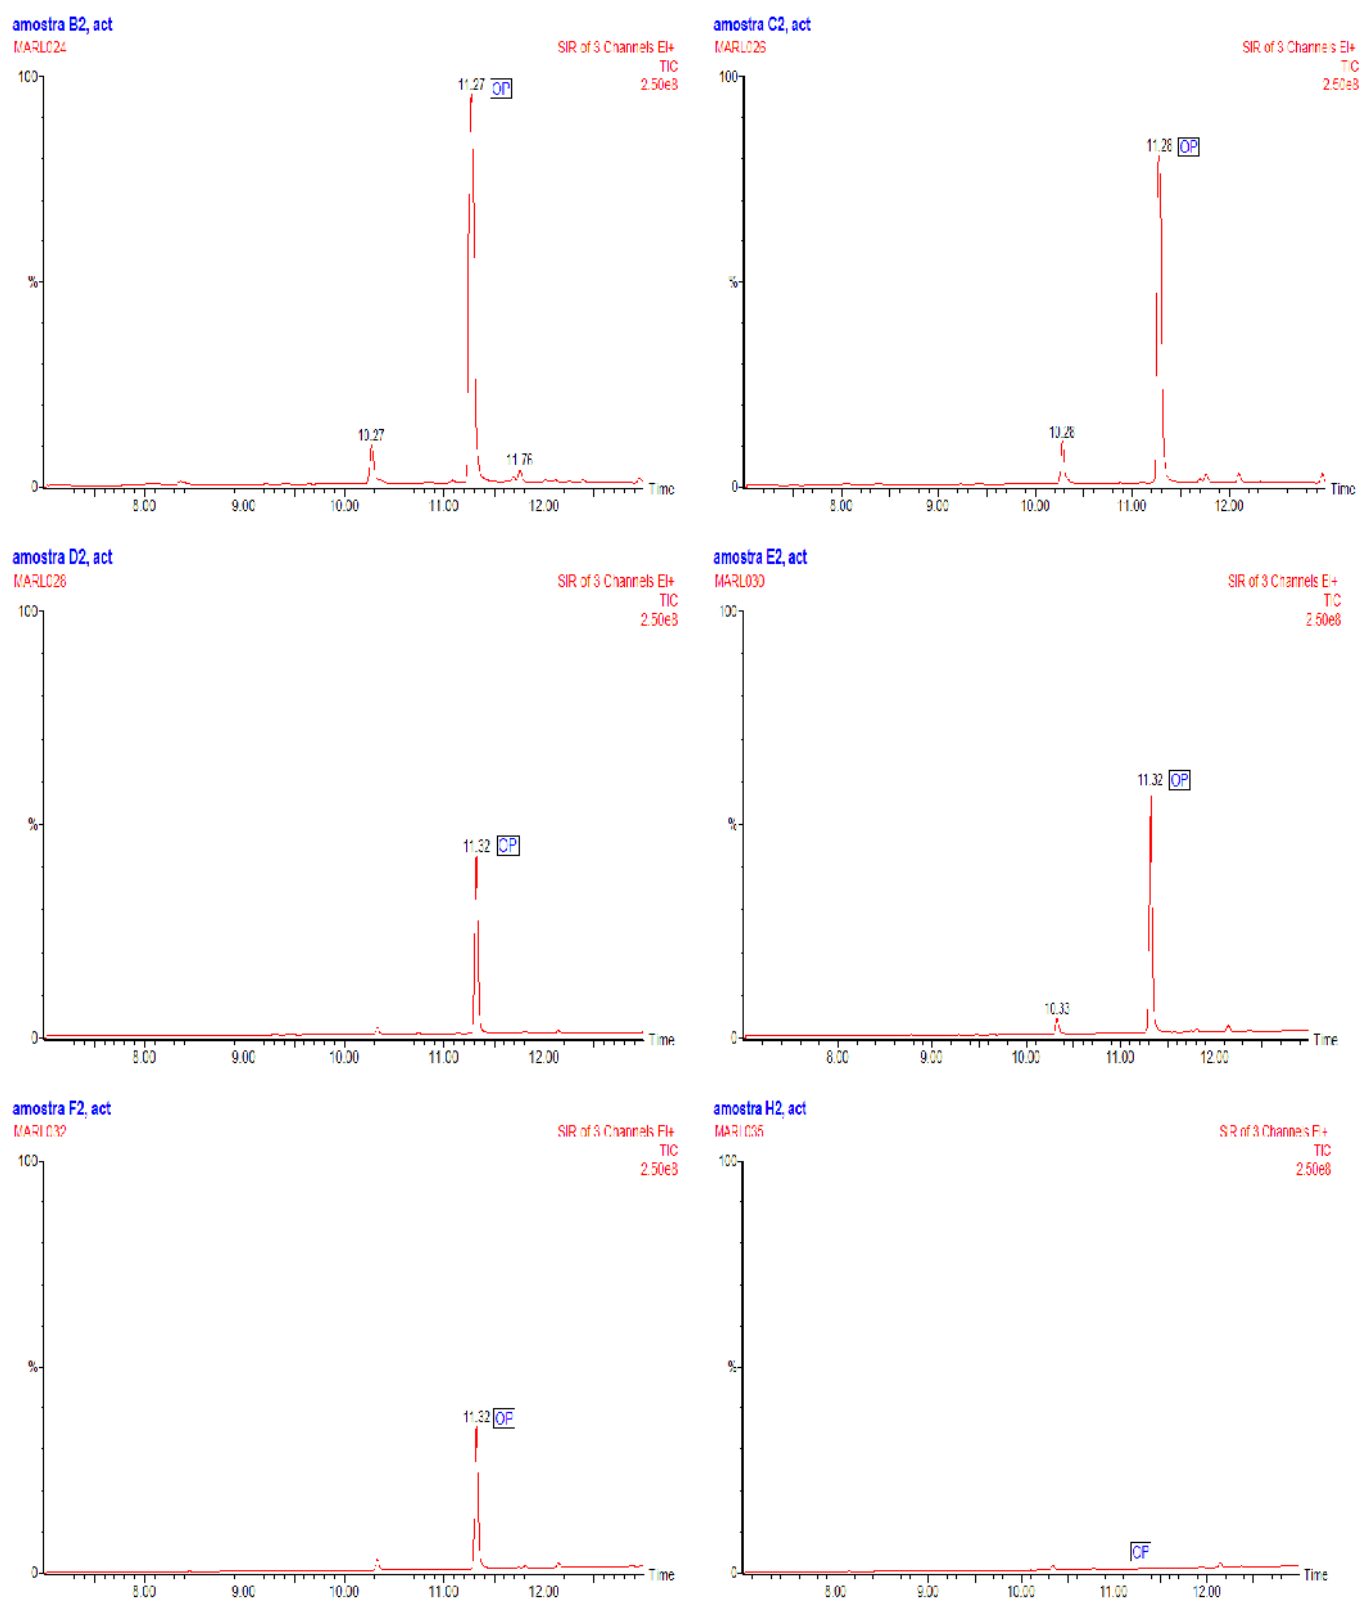 amostra B2, act
MARL024
SIR of 3 Channels EI+
TIC
2.50e8
100
11.27 OP
%
10.27
11.76
0
8.00 9.00 10.00 11.00 12.00
Time
amostra C2, act
MARL026
SIR of 3 Channels EI+
TIC
2.50e8
100
11.28 OP
%
10.28
0
8.00 9.00 10.00 11.00 12.00
Time
amostra D2, act
MARL028
SIR of 3 Channels EI+
TIC
2.50e8
100
11.32 OP
%
0
8.00 9.00 10.00 11.00 12.00
Time
amostra E2, act
MARL030
SIR of 3 Channels EI+
TIC
2.50e8
100
11.32 OP
%
10.33
0
8.00 9.00 10.00 11.00 12.00
Time
amostra F2, act
MARL032
SIR of 3 Channels EI+
TIC
2.50e8
100
11.32 OP
%
0
8.00 9.00 10.00 11.00 12.00
Time
amostra H2, act
MARL035
SIR of 3 Channels EI+
TIC
2.50e8
100
%
OP
0
8.00 9.00 10.00 11.00 12.00
Time